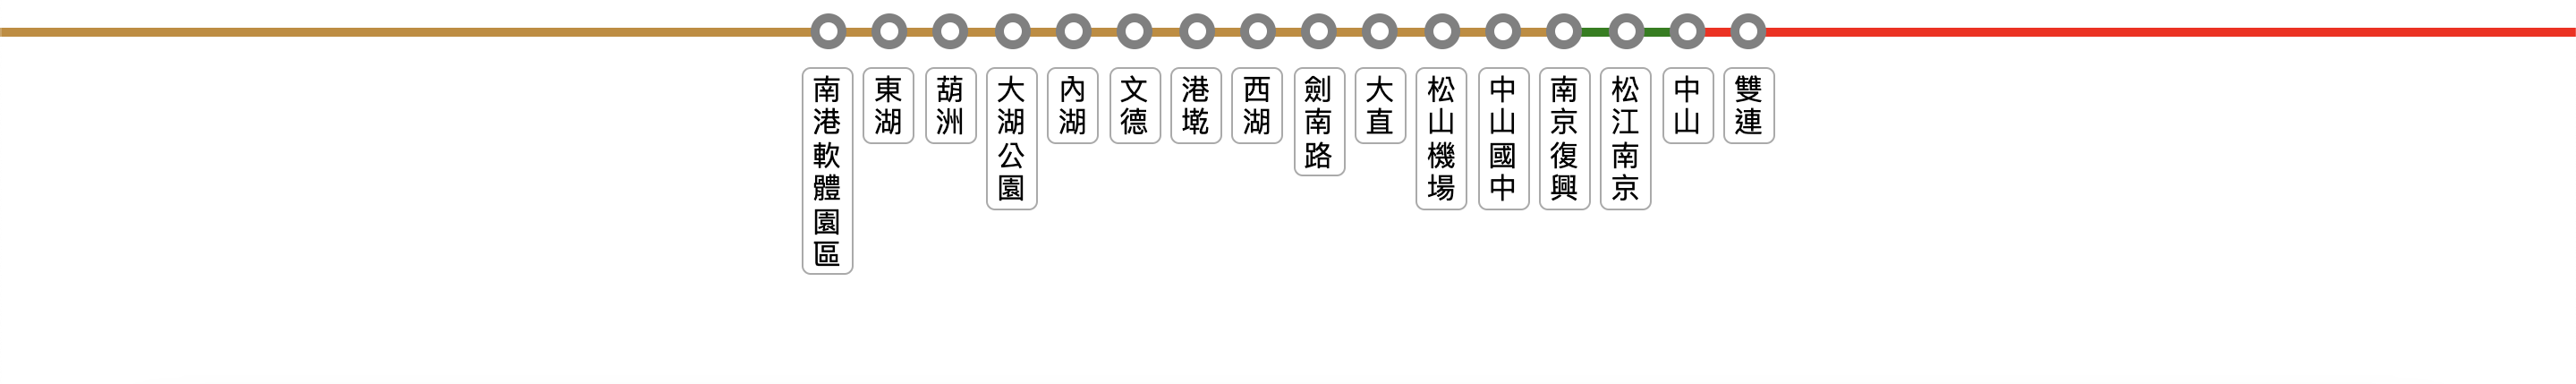 南港軟體園區
東湖
葫洲
大湖公園
內湖
文德
港墘
西湖
劍南路
大直
松山機場
中山國中
南京復興
松江南京
中山
雙連